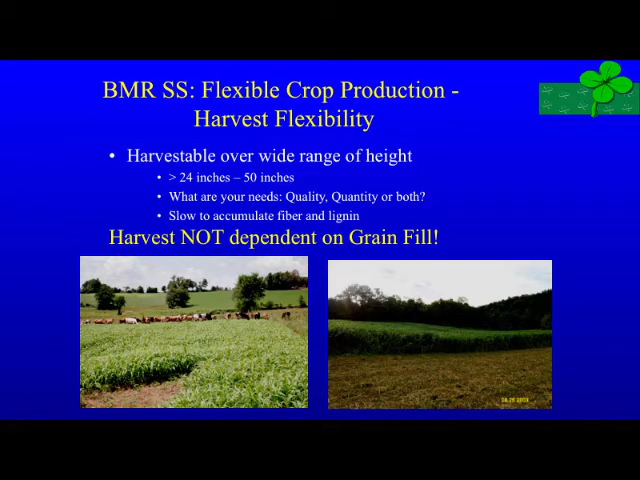 BMR SS: Flexible Crop Production -
Harvest Flexibility
• Harvestable over wide range of height
• > 24 inches – 50 inches
• What are your needs: Quality, Quantity or both?
• Slow to accumulate fiber and lignin
Harvest NOT dependent on Grain Fill!